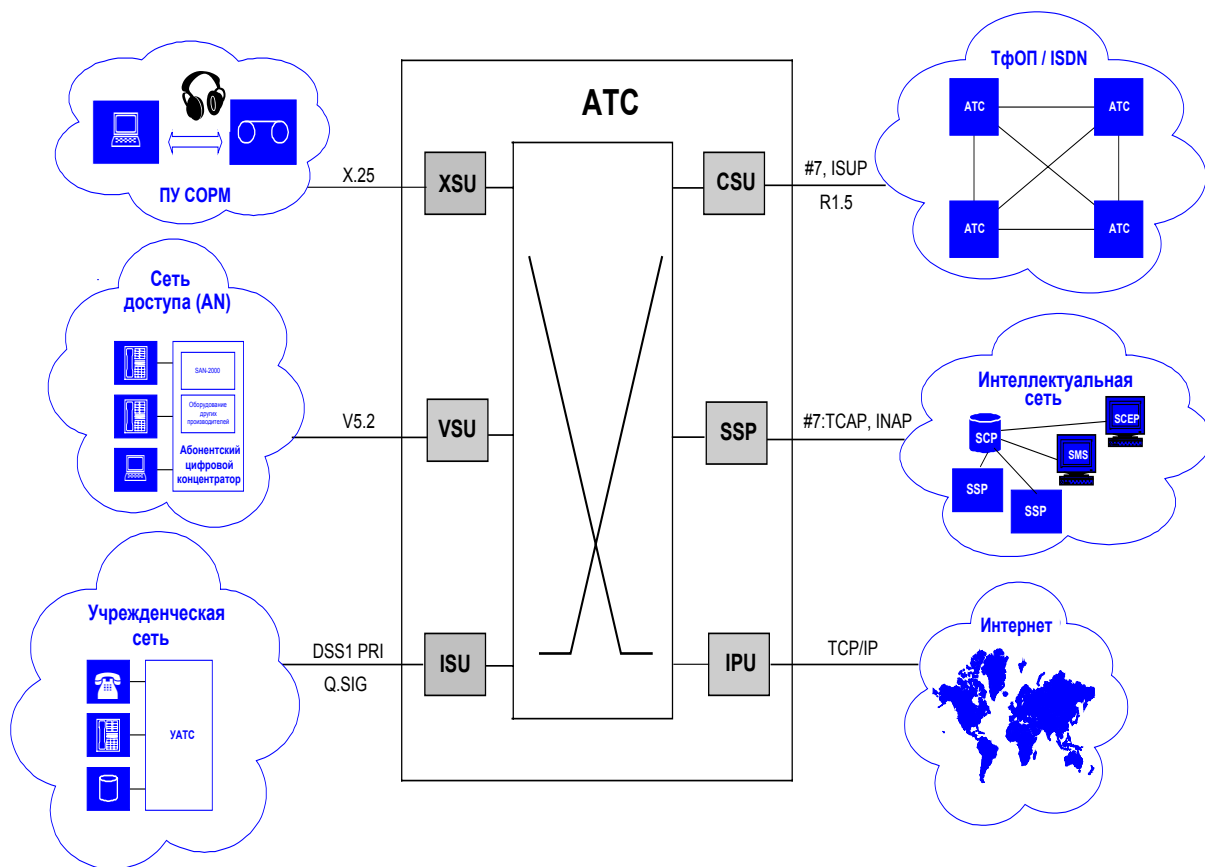 АТС
ПУ СОРМ
X.25
XSU
CSU
#7, ISUP
R1.5
ТфОП / ISDN
АТС
АТС
АТС
АТС
Сеть
доступа (AN)
SAN-2000
Оборудование
других
производителей
Абонентский
цифровой
концентратор
V5.2
VSU
SSP
#7:TCAP, INAP
Интеллектуальная
сеть
SCP
SCEP
SMS
SSP
SSP
Учрежденческая
сеть
УАТС
DSS1 PRI
Q.SIG
ISU
IPU
TCP/IP
Интернет